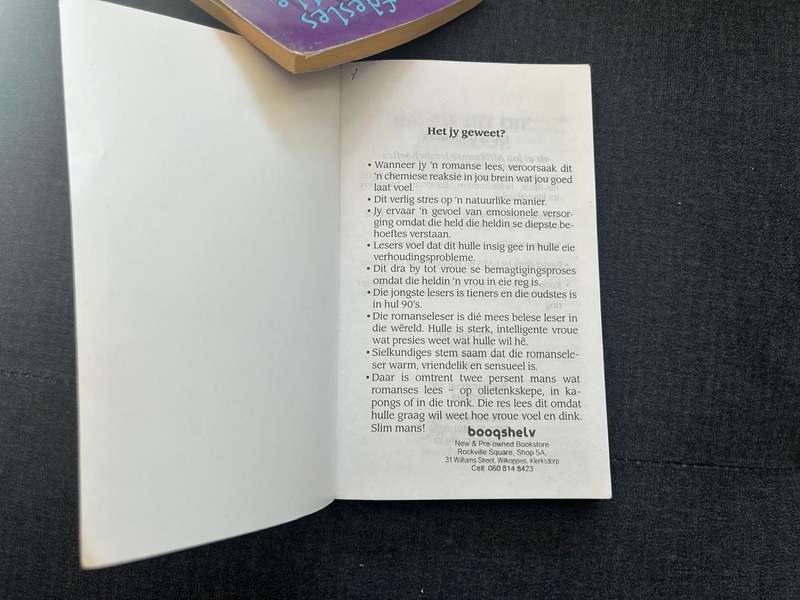 Het jy geweet?
• Wanneer jy 'n romanse lees, veroorsaak dit
'n chemiese reaksie in jou brein wat jou goed
laat voel.
• Dit verlig stres op 'n natuurlike manier.
• Jy ervaar 'n gevoel van emosionele versor-
ging omdat die held die heldin se diepste be-
hoeftes verstaan.
• Lesers voel dat dit hulle insig gee in hulle eie
verhoudingsprobleme.
• Dit dra by tot vroue se bemagtigingsproses
omdat die heldin 'n vrou in eie reg is.
• Die jongste lesers is tieners en die oudstes is
in hul 90's.
• Die romanseleser is dié mees belese leser in
die wêreld. Hulle is sterk, intelligente vroue
wat presies weet wat hulle wil hê.
• Sielkundiges stem saam dat die romansele-
ser warm, vriendelik en sensueel is.
• Daar is omtrent twee persent mans wat
romanses lees – op olietenkskepe, in ka-
pongs of in die tronk. Die res lees dit omdat
hulle graag wil weet hoe vroue voel en dink.
Slim mans!
booqshelv
New & Pre-owned Bookstore
Rockville Square, Shop 5A,
31 Williams Street, Wilkoppies, Klerksdorp
Cell: 060 814 8423